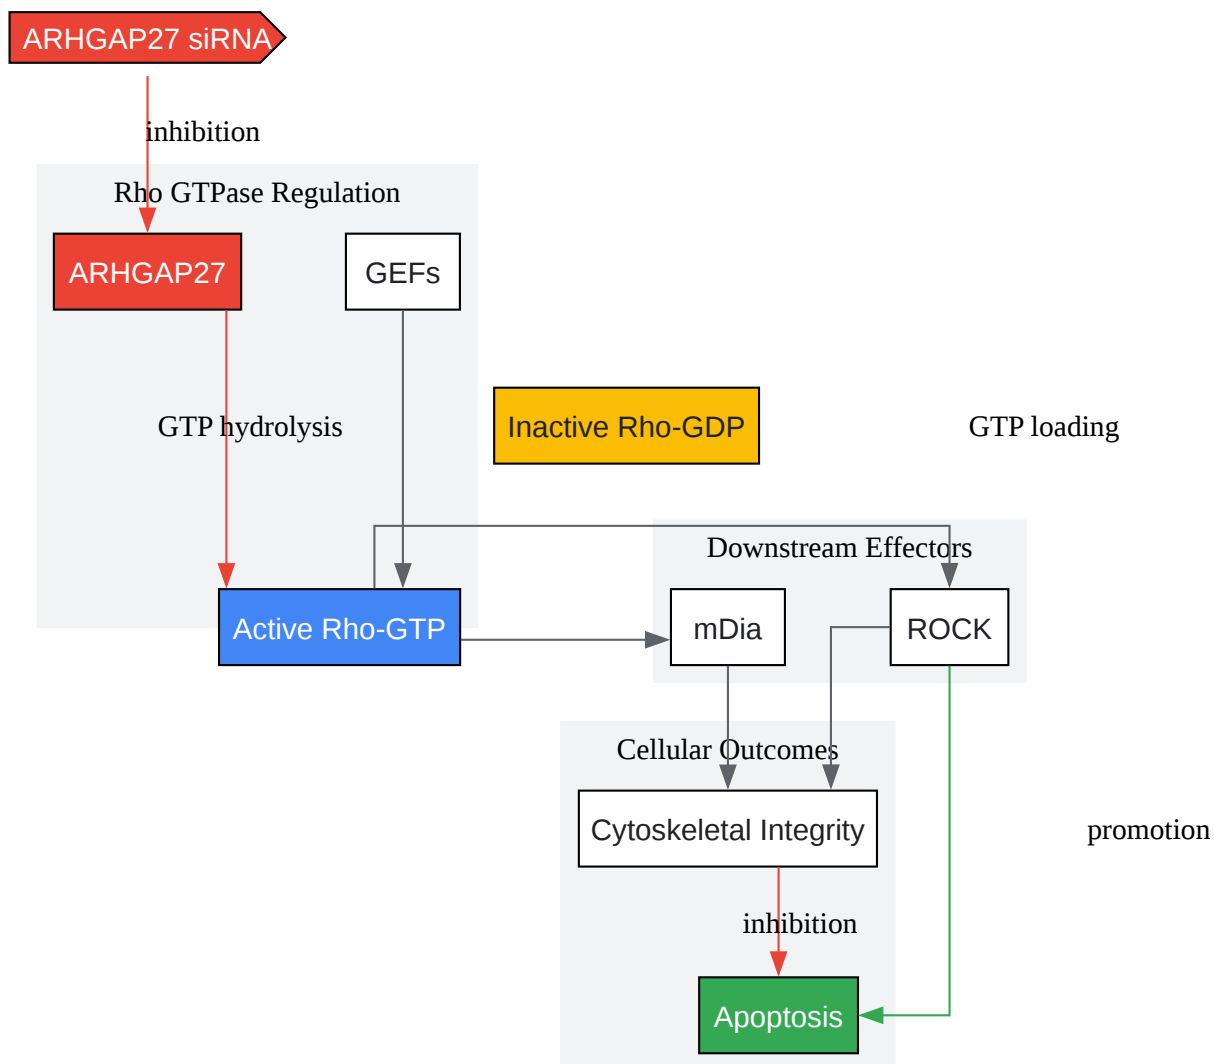 ARHGAP27 siRNA
inhibition
Rho GTPase Regulation
ARHGAP27
GEFs
GTP hydrolysis
Inactive Rho-GDP
GTP loading
Downstream Effectors
Active Rho-GTP
mDia
ROCK
Cellular Outcomes
Cytoskeletal Integrity
promotion
inhibition
Apoptosis